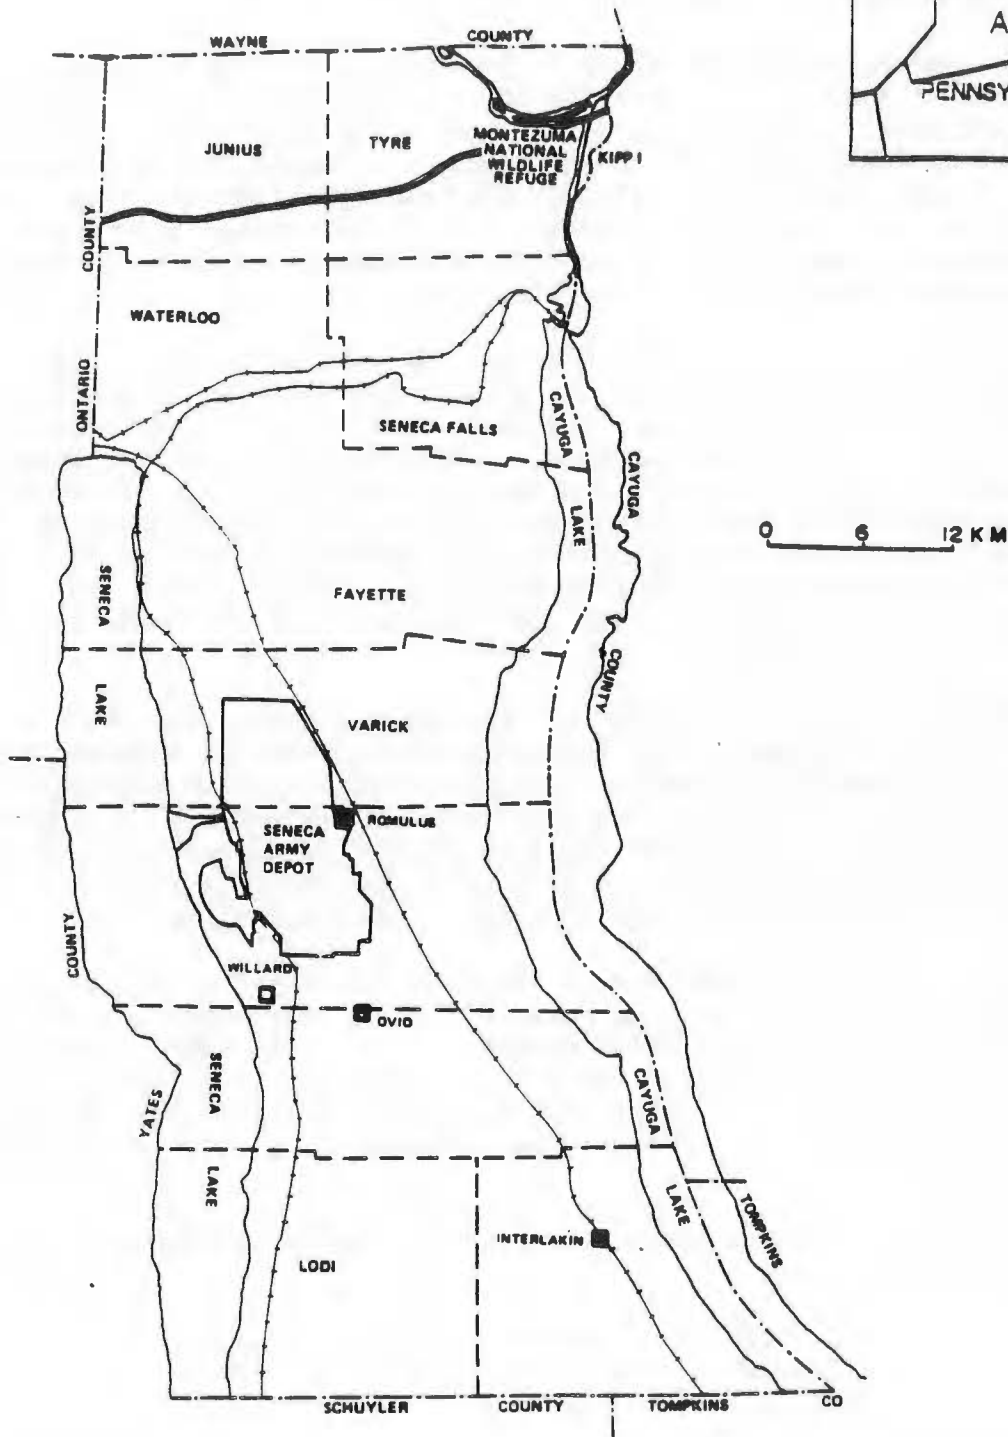 WAYNE COUNTY
A
PENNSY
JUNIUS
TYRE
MONTEZUMA
NATIONAL
WILDLIFE
REFUGE
KIPP I
COUNTY
WATERLOO
ONTARIO
SENECA FALLS
CAYUGA
LAKE
CAYUGA
COUNTY
0 6 12 KM
SENECA
LAKE
FAYETTE
VARICK
ROMULUS
SENECA
ARMY
DEPOT
COUNTY
WILLARD
OVID
SENECA
LAKE
YATES
CAYUGA
LAKE
TOMPKINS
INTERLAKIN
LODI
SCHUYLER COUNTY TOMPKINS CO